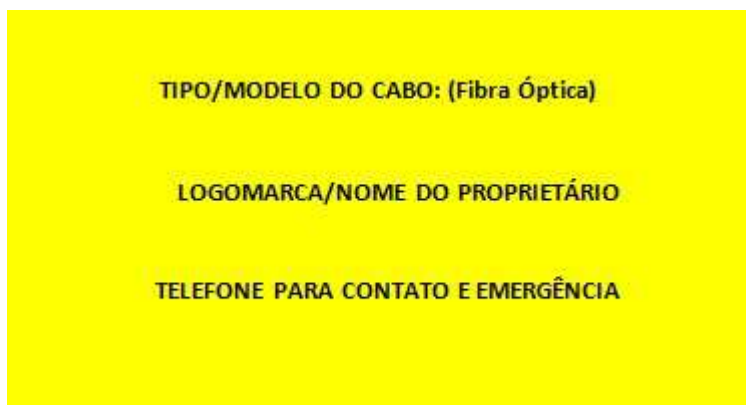 TIPO/MODELO DO CABO: (Fibra Óptica)
LOGOMARCA/NOME DO PROPRIETÁRIO
TELEFONE PARA CONTATO E EMERGÊNCIA